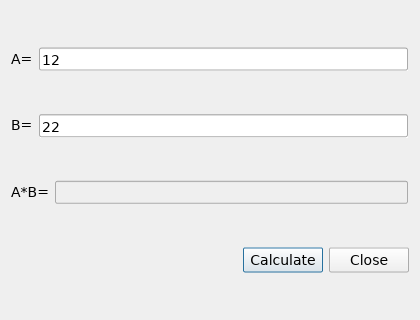 A= 12
B= 22
A*B=
Calculate Close